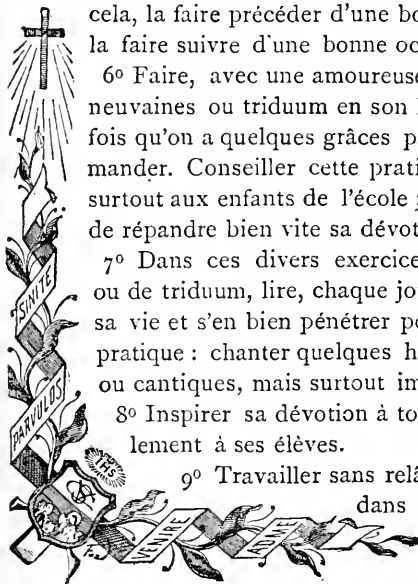 cela, la faire précéder d'une bo
la faire suivre d'une bonne oc
6º Faire, avec une amoureuse
neuvaines ou triduum en son
fois qu'on a quelques grâces p
mander. Conseiller cette prati
surtout aux enfants de l'école
de répandre bien vite sa dévot
7º Dans ces divers exercice
ou de triduum, lire, chaque jo
sa vie et s'en bien pénétrer po
pratique : chanter quelques h
ou cantiques, mais surtout im
8º Inspirer sa dévotion à to
lement à ses élèves.
9º Travailler sans relâ
dans
SINITE
PARVULOS
IHS
VENIRE
AD ME